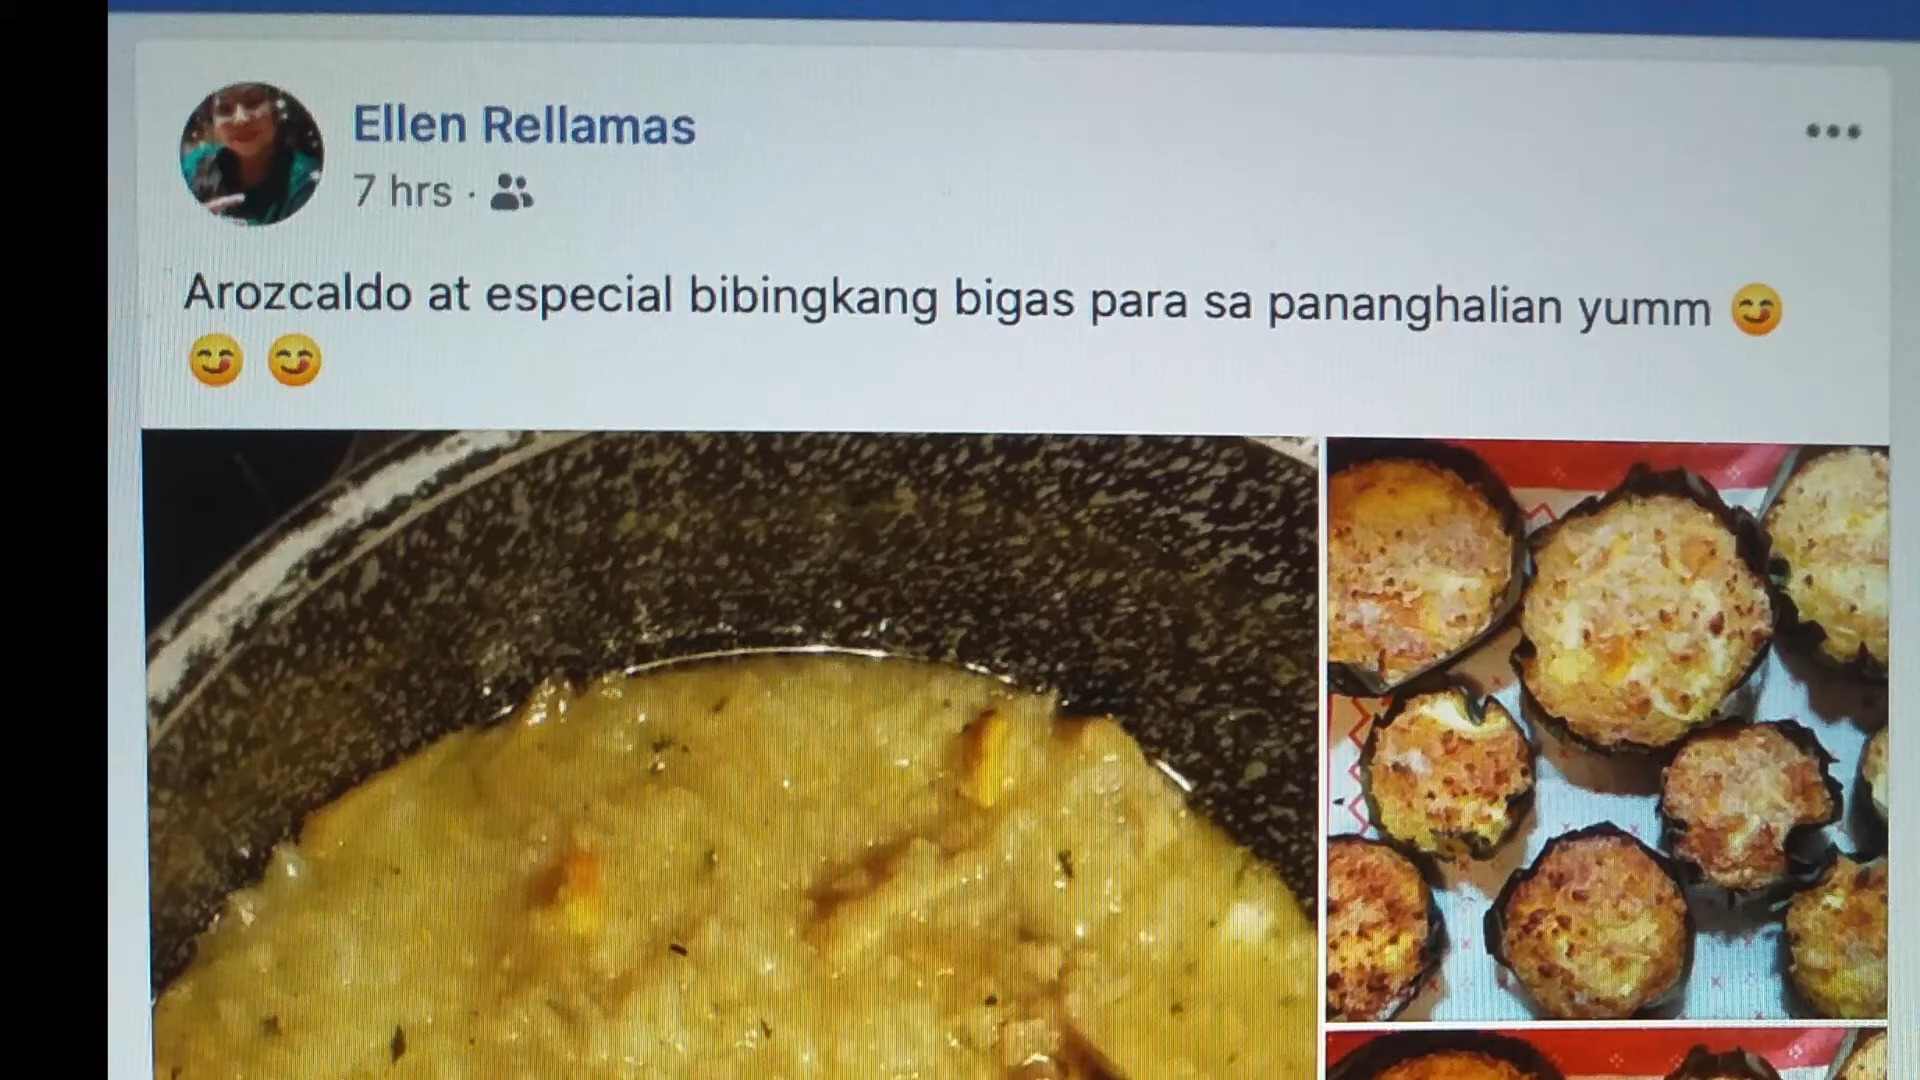 Ellen Rellamas
7 hrs ·
Arozcaldo at especial bibingkang bigas para sa pananghalian yumm 😋
😋 😋